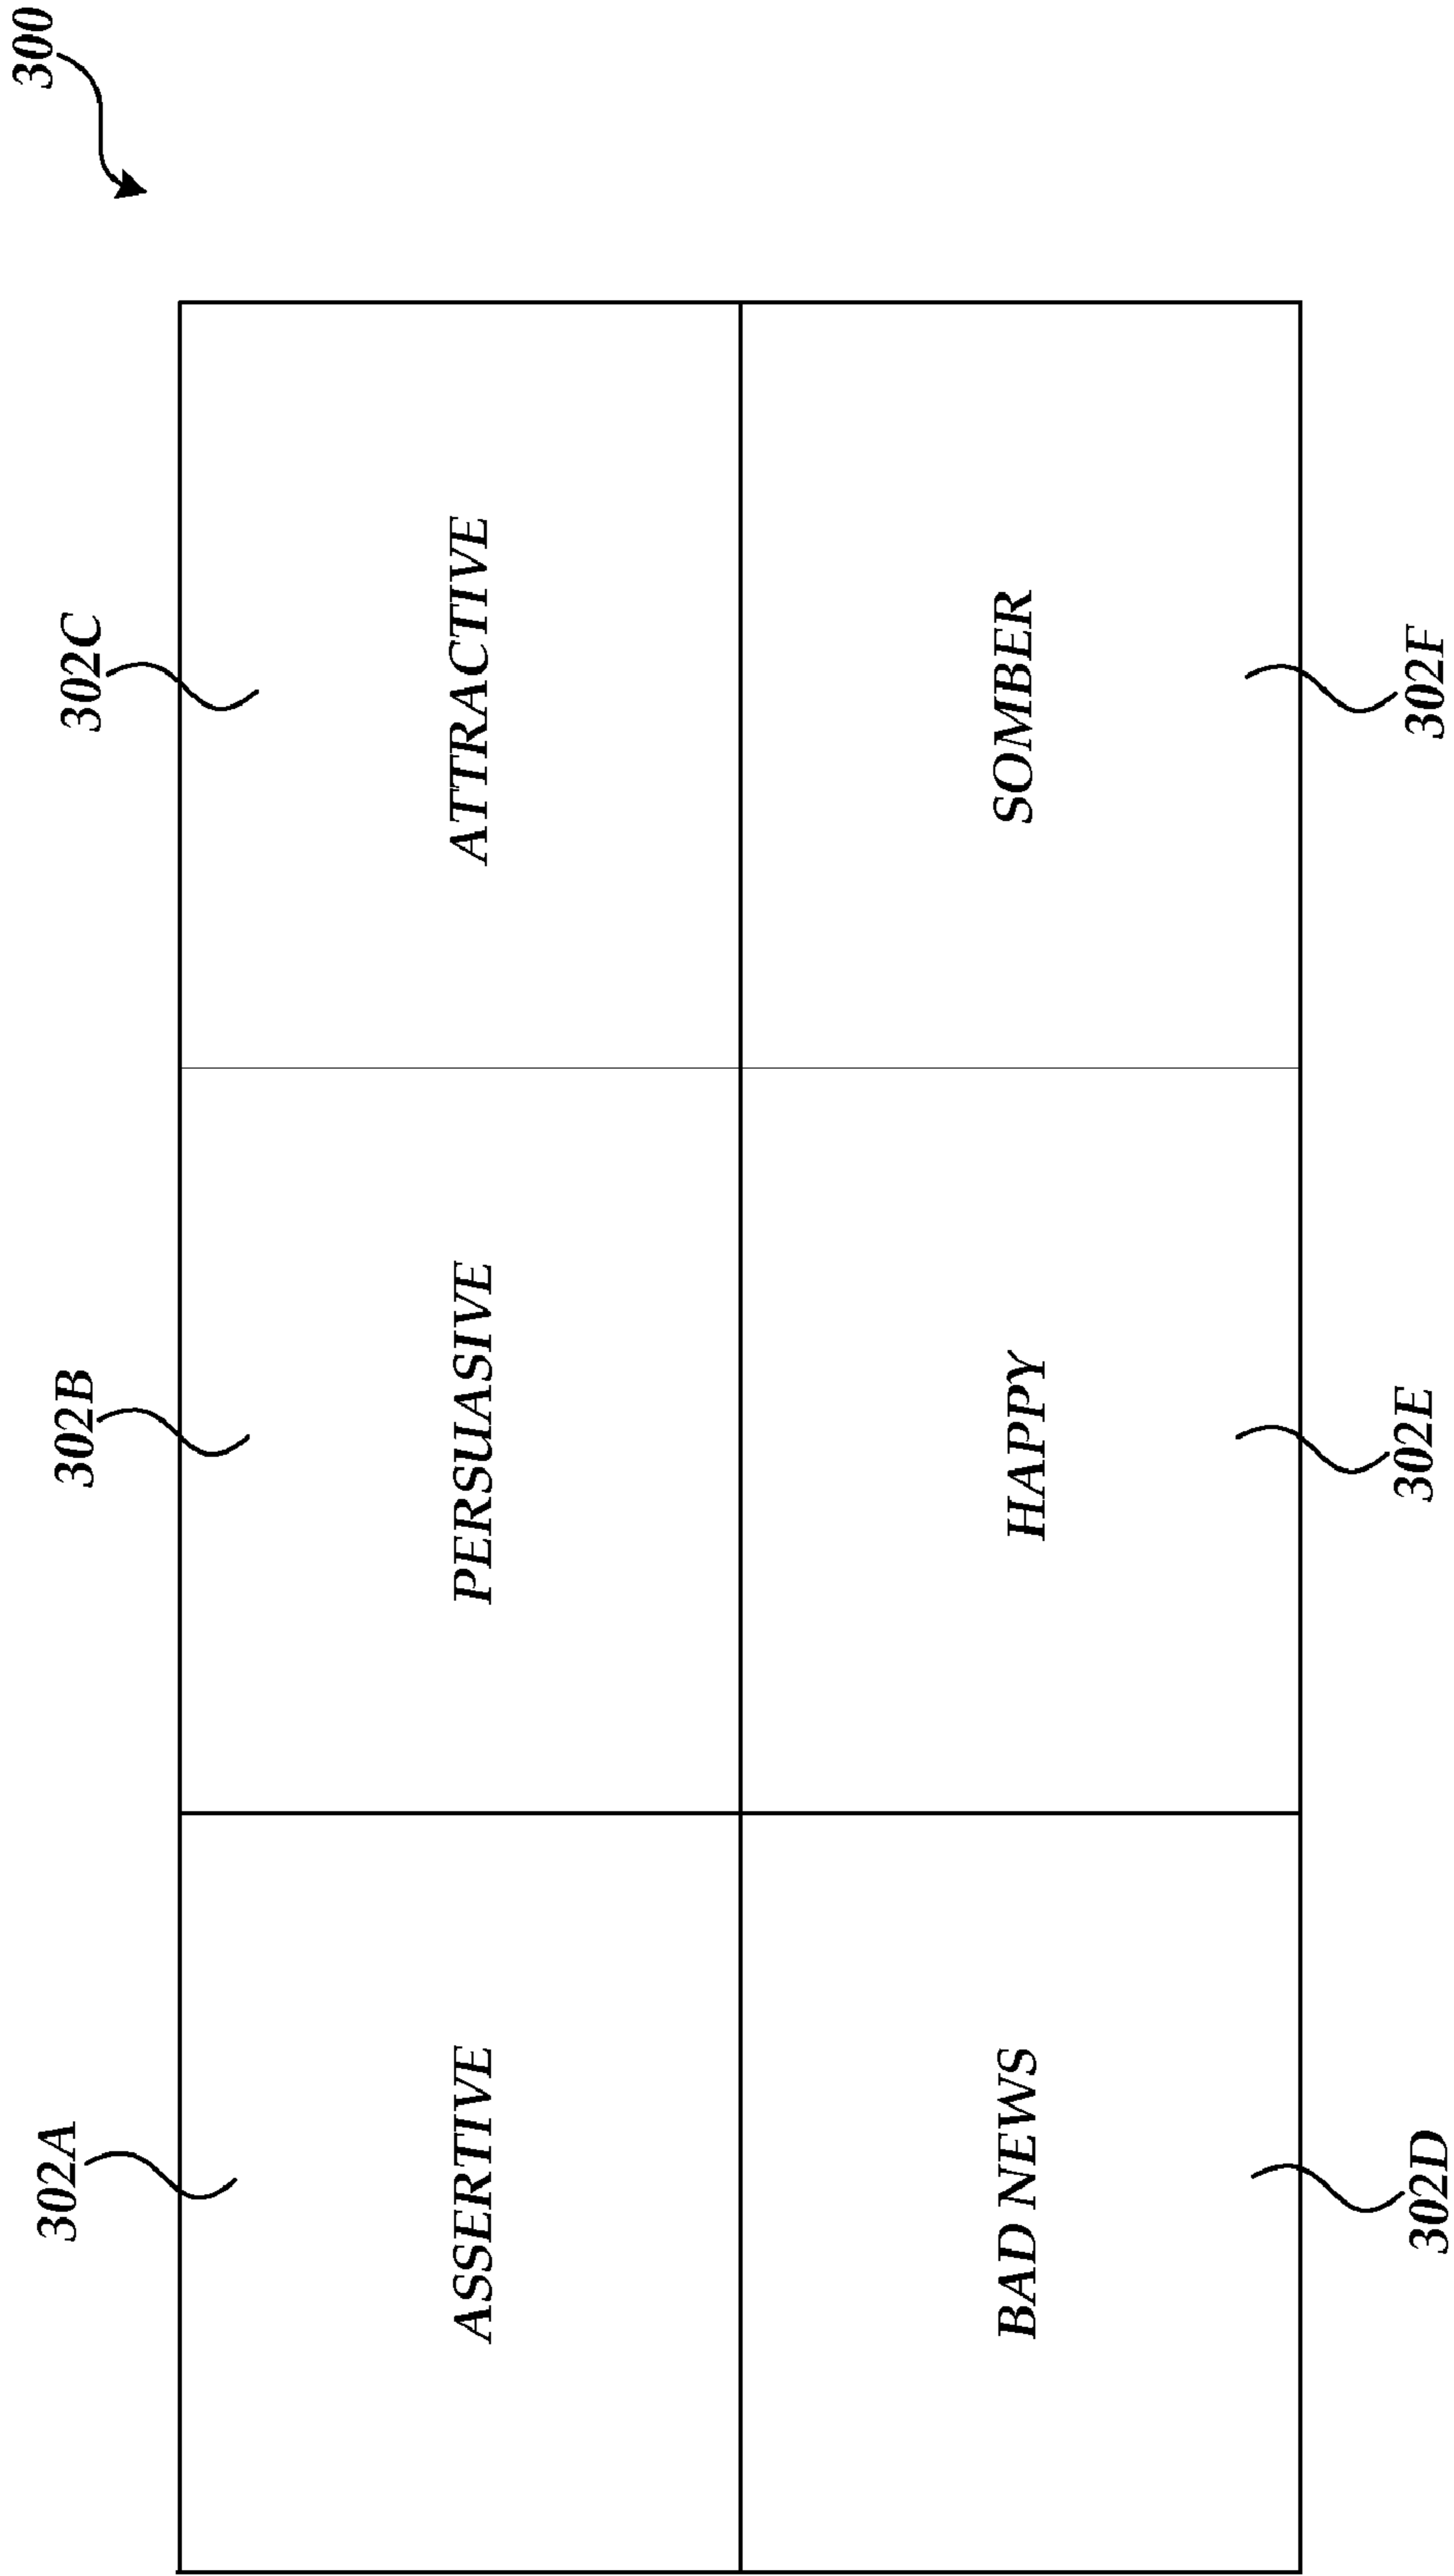 300
302A
302B
302C
ASSERTIVE
PERSUASIVE
ATTRACTIVE
BAD NEWS
HAPPY
SOMBER
302D
302E
302F